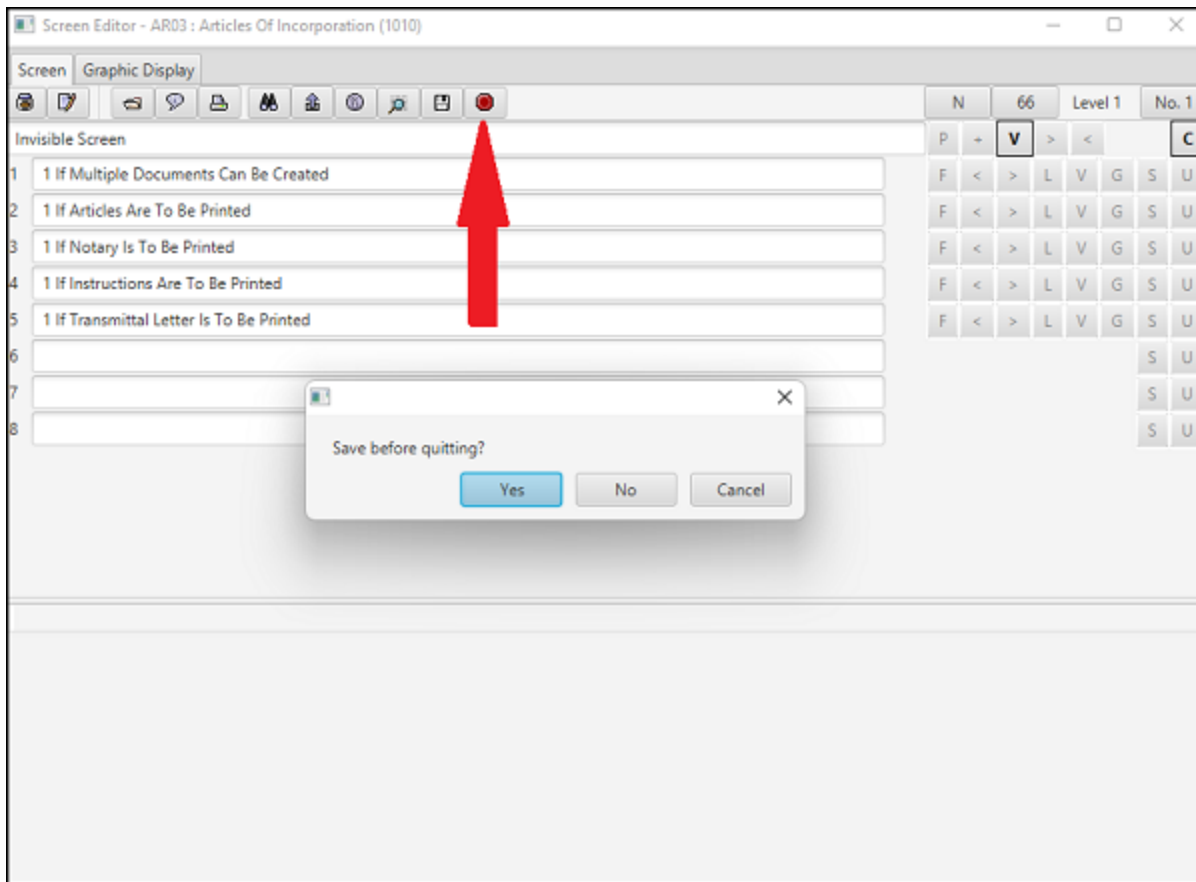 Screen Editor - AR03 : Articles Of Incorporation (1010)
Screen Graphic Display
N 66 Level 1 No. 1
Invisible Screen P ÷ V > < C
1 1 If Multiple Documents Can Be Created F < > L V G S U
2 1 If Articles Are To Be Printed F < > L V G S U
3 1 If Notary Is To Be Printed F < > L V G S U
4 1 If Instructions Are To Be Printed F < > L V G S U
5 1 If Transmittal Letter Is To Be Printed F < > L V G S U
6 S U
7 S U
8 S U
Save before quitting?
Yes No Cancel